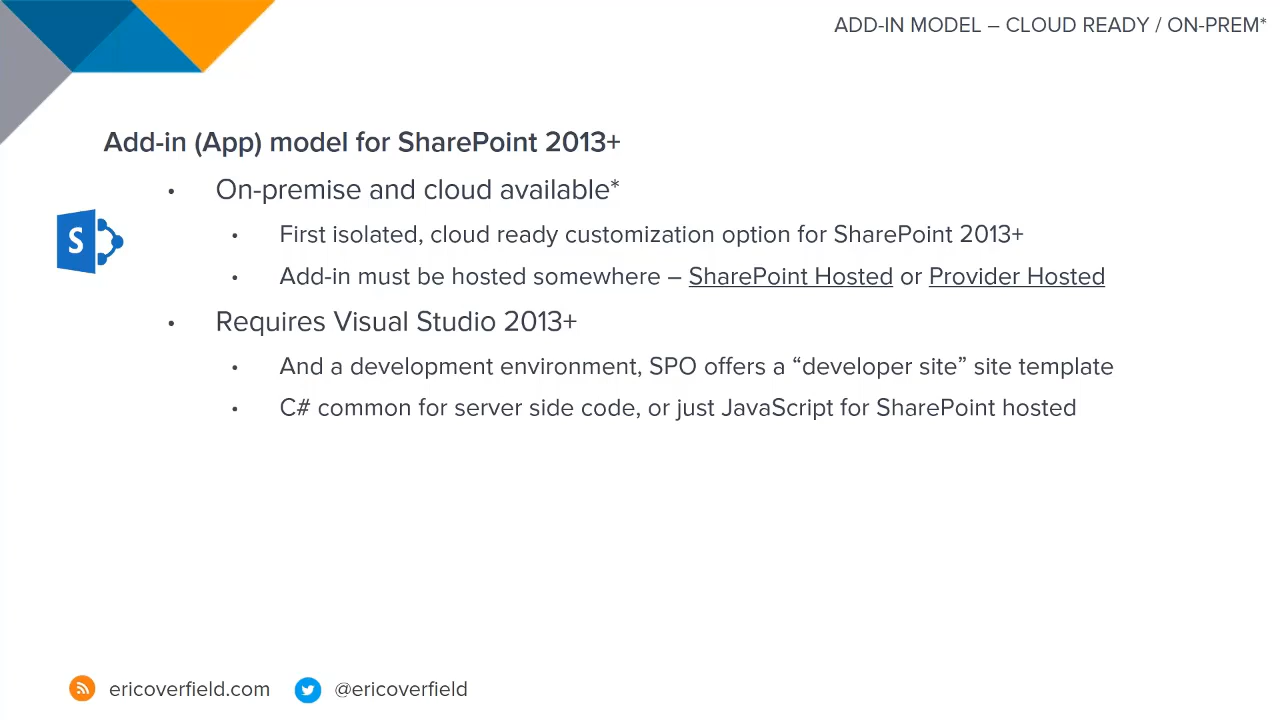 ADD-IN MODEL – CLOUD READY / ON-PREM*
Add-in (App) model for SharePoint 2013+
• On-premise and cloud available*
• First isolated, cloud ready customization option for SharePoint 2013+
S
• Add-in must be hosted somewhere – SharePoint Hosted or Provider Hosted
• Requires Visual Studio 2013+
• And a development environment, SPO offers a “developer site” site template
• C# common for server side code, or just JavaScript for SharePoint hosted
ericoverfield.com @ericoverfield